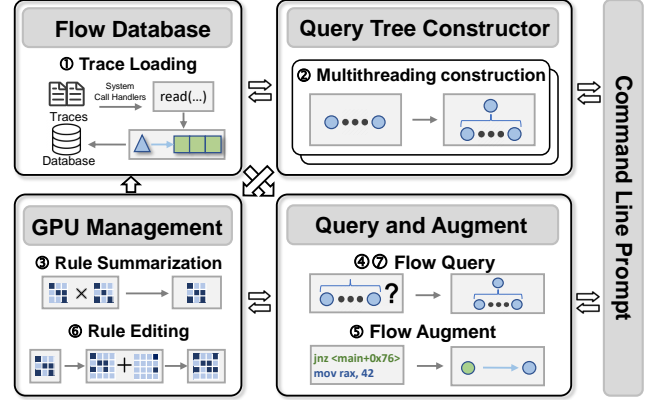 Flow Database
① Trace Loading
System
Call Handlers
read(…)
Traces
Database
Query Tree Constructor
② Multithreading construction
GPU Management
③ Rule Summarization
×
⑥ Rule Editing
+
Query and Augment
④⑦ Flow Query
?
⑤ Flow Augment
jnz <main+0x76>
mov rax, 42
Command Line Prompt